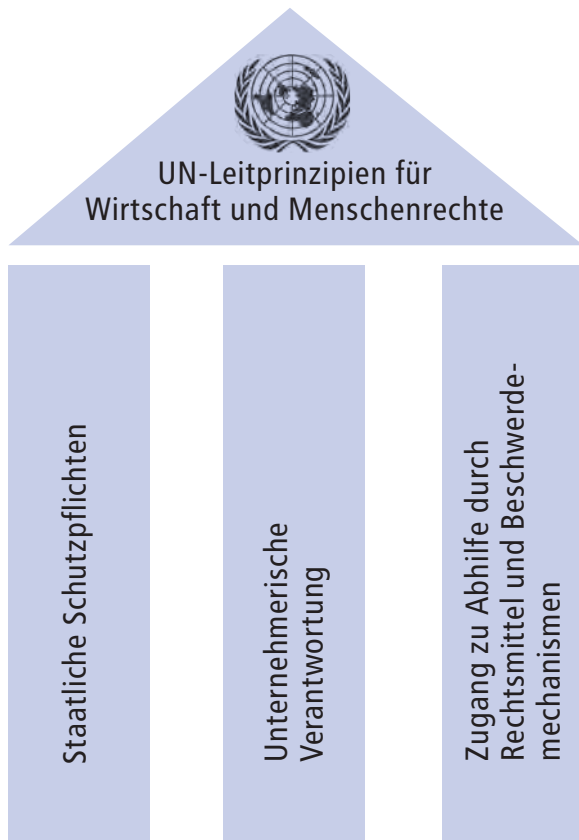 UN-Leitprinzipien für
Wirtschaft und Menschenrechte
Staatliche Schutzpflichten
Unternehmerische
Verantwortung
Zugang zu Abhilfe durch
Rechtsmittel und Beschwerde-
mechanismen